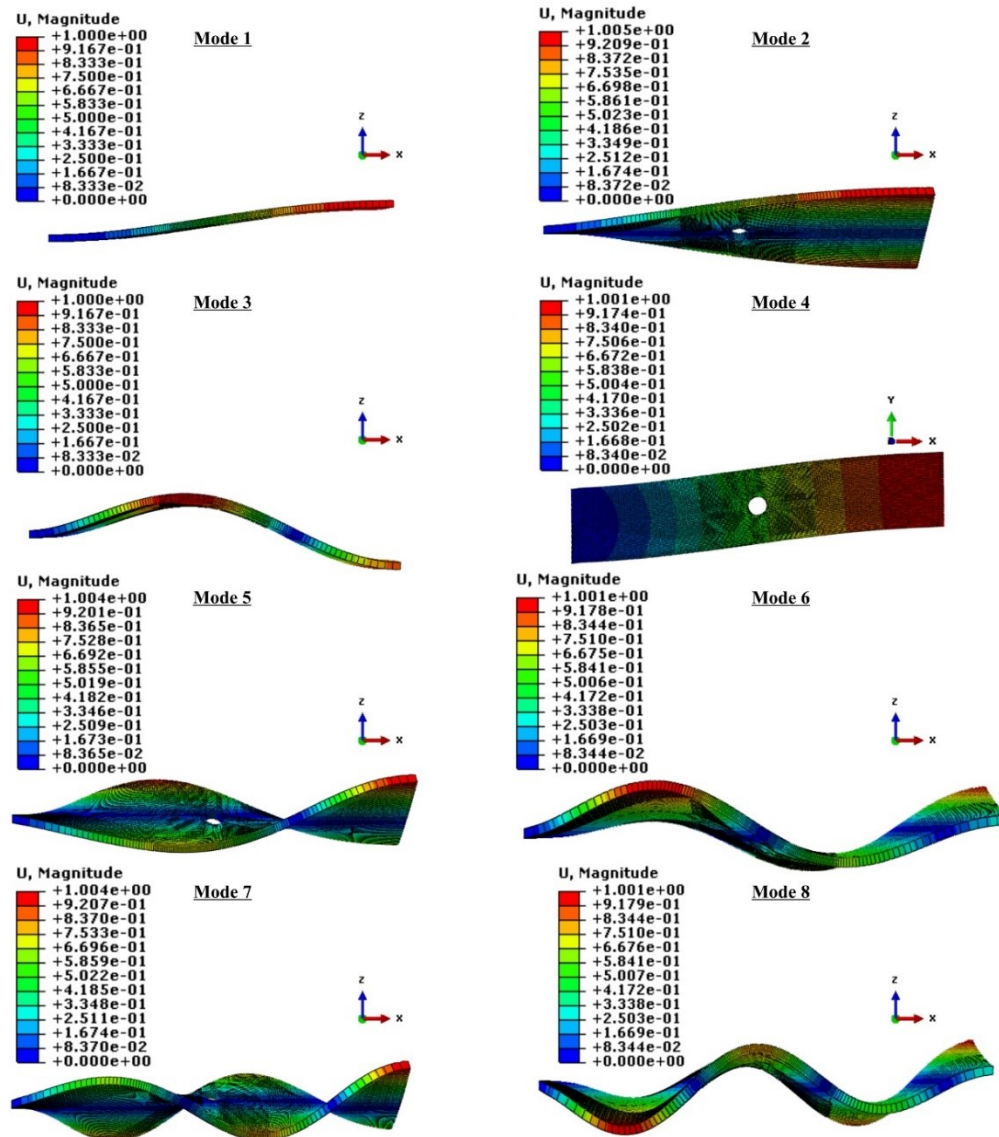 U, Magnitude
Mode 1
+1.000e+00
+9.167e-01
+8.333e-01
+7.500e-01
+6.667e-01
+5.833e-01
+5.000e-01
+4.167e-01
+3.333e-01
+2.500e-01
+1.667e-01
+8.333e-02
+0.000e+00
Z
X
U, Magnitude
Mode 2
+1.005e+00
+9.209e-01
+8.372e-01
+7.535e-01
+6.698e-01
+5.861e-01
+5.023e-01
+4.186e-01
+3.349e-01
+2.512e-01
+1.674e-01
+8.372e-02
+0.000e+00
Z
X
U, Magnitude
Mode 3
+1.000e+00
+9.167e-01
+8.333e-01
+7.500e-01
+6.667e-01
+5.833e-01
+5.000e-01
+4.167e-01
+3.333e-01
+2.500e-01
+1.667e-01
+8.333e-02
+0.000e+00
Z
X
U, Magnitude
Mode 4
+1.001e+00
+9.174e-01
+8.340e-01
+7.506e-01
+6.672e-01
+5.838e-01
+5.004e-01
+4.170e-01
+3.336e-01
+2.502e-01
+1.668e-01
+8.340e-02
+0.000e+00
Y
X
U, Magnitude
Mode 5
+1.004e+00
+9.201e-01
+8.365e-01
+7.528e-01
+6.692e-01
+5.855e-01
+5.019e-01
+4.182e-01
+3.346e-01
+2.509e-01
+1.673e-01
+8.365e-02
+0.000e+00
Z
X
U, Magnitude
Mode 6
+1.001e+00
+9.178e-01
+8.344e-01
+7.510e-01
+6.675e-01
+5.841e-01
+5.006e-01
+4.172e-01
+3.338e-01
+2.503e-01
+1.669e-01
+8.344e-02
+0.000e+00
Z
X
U, Magnitude
Mode 7
+1.004e+00
+9.207e-01
+8.370e-01
+7.533e-01
+6.696e-01
+5.859e-01
+5.022e-01
+4.185e-01
+3.348e-01
+2.511e-01
+1.674e-01
+8.370e-02
+0.000e+00
Z
X
U, Magnitude
Mode 8
+1.001e+00
+9.179e-01
+8.344e-01
+7.510e-01
+6.676e-01
+5.841e-01
+5.007e-01
+4.172e-01
+3.338e-01
+2.503e-01
+1.669e-01
+8.344e-02
+0.000e+00
Z
X